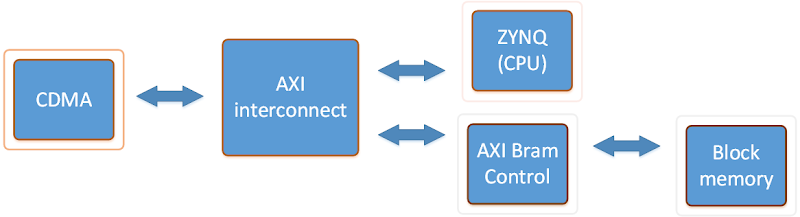 CDMA
AXI
interconnect
ZYNQ
(CPU)
AXI Bram
Control
Block
memory